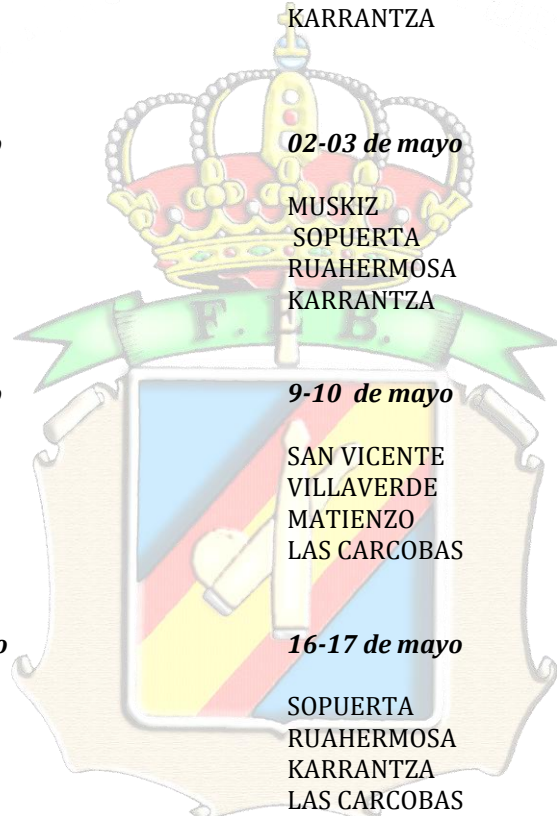 KARRANTZA
02-03 de mayo
MUSKIZ
SOPUERTA
RUAHERMOSA
KARRANTZA
F. E. B.
9-10 de mayo
SAN VICENTE
VILLAVERDE
MATIENZO
LAS CARCOBAS
16-17 de mayo
SOPUERTA
RUAHERMOSA
KARRANTZA
LAS CARCOBAS